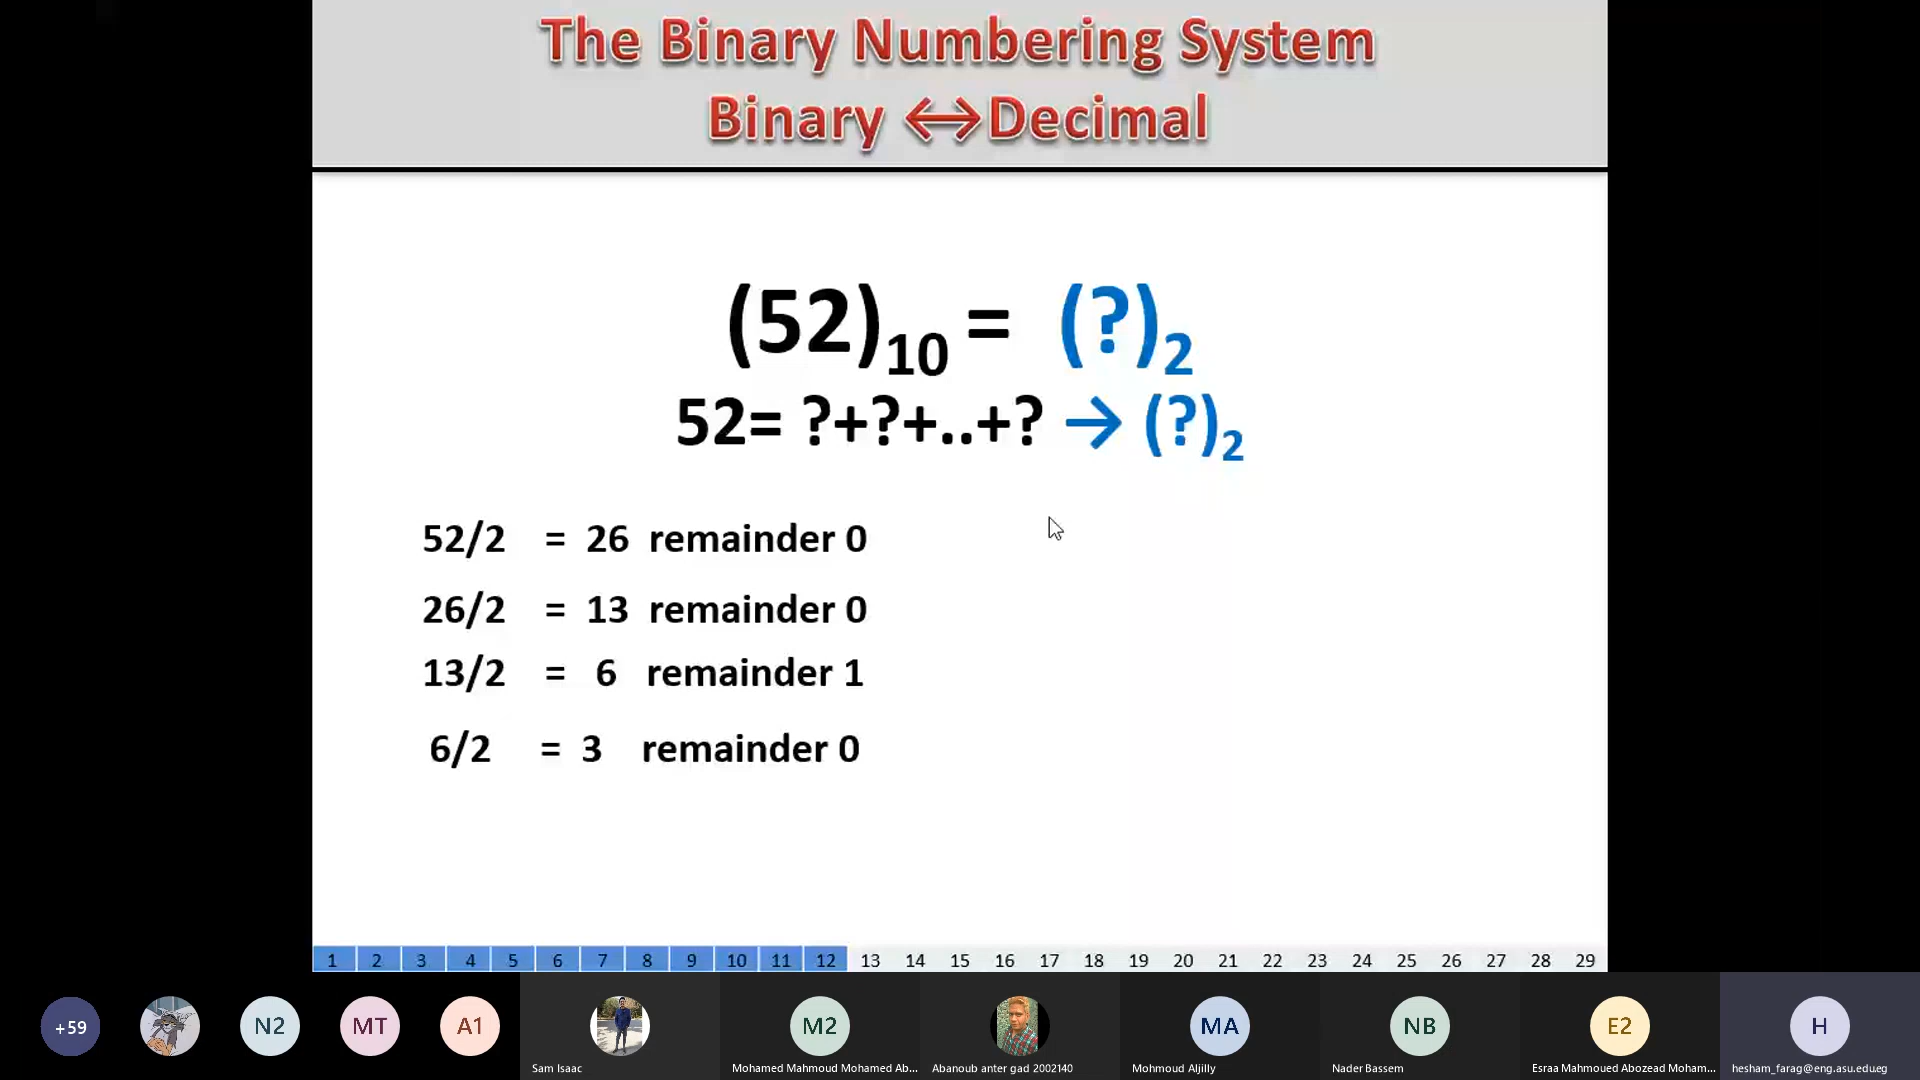 The Binary Numbering System
Binary ↔Decimal
(52)₁₀ = (?)₂
52= ?+?+..+? → (?)₂
52/2 = 26 remainder 0
26/2 = 13 remainder 0
13/2 = 6 remainder 1
6/2 = 3 remainder 0
1 2 3 4 5 6 7 8 9 10 11 12 13 14 15 16 17 18 19 20 21 22 23 24 25 26 27 28 29
+59 N2 MT A1 M2 MA NB E2 H
Sam Isaac Mohamed Mahmoud Mohamed Ab... Abanoub anter gad 2002140 Mohmoud Aljilly Nader Bassem Esraa Mahmoued Abozead Moham... hesham_farag@eng.asu.edu.eg